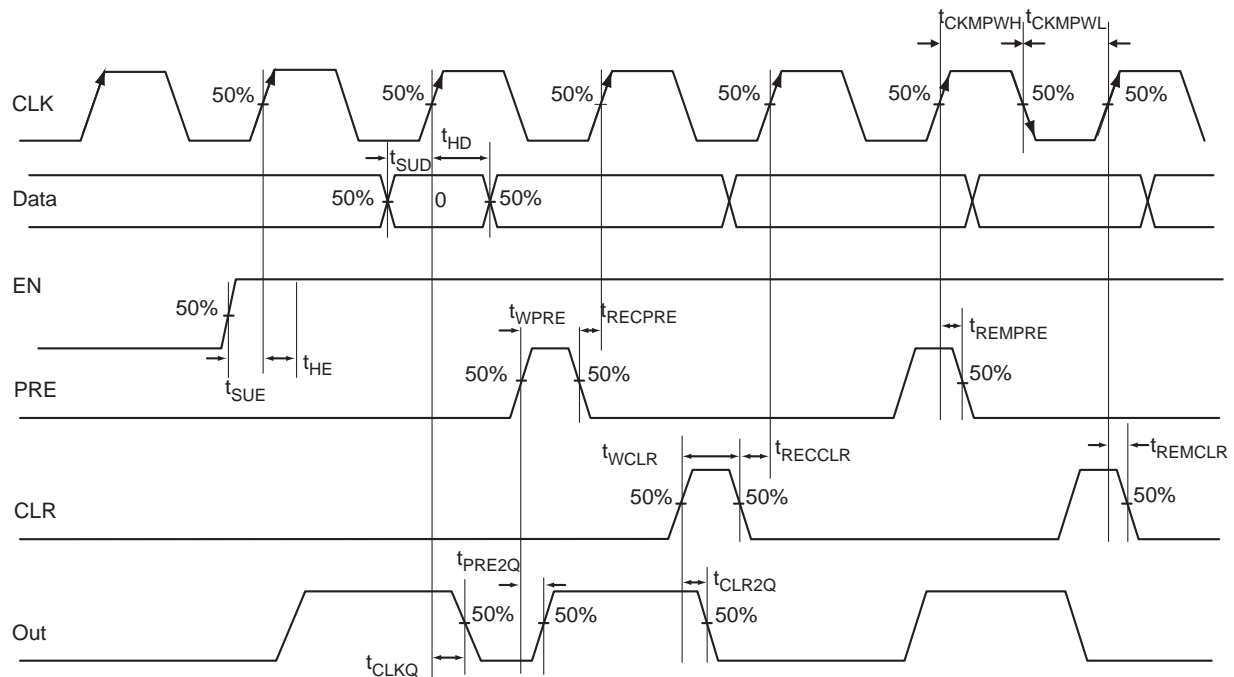 tCKMPWH tCKMPWL
CLK 50% 50% 50% 50% 50% 50% 50%
tSUD tHD
Data 50% 0 50%
EN
50% tWPRE tRECPRE tREMPRE
tSUE tHE
PRE 50% 50% 50%
tWCLR tRECCLR tREMCLR
CLR 50% 50% 50%
tPRE2Q tCLR2Q
Out 50% 50% 50%
tCLKQ